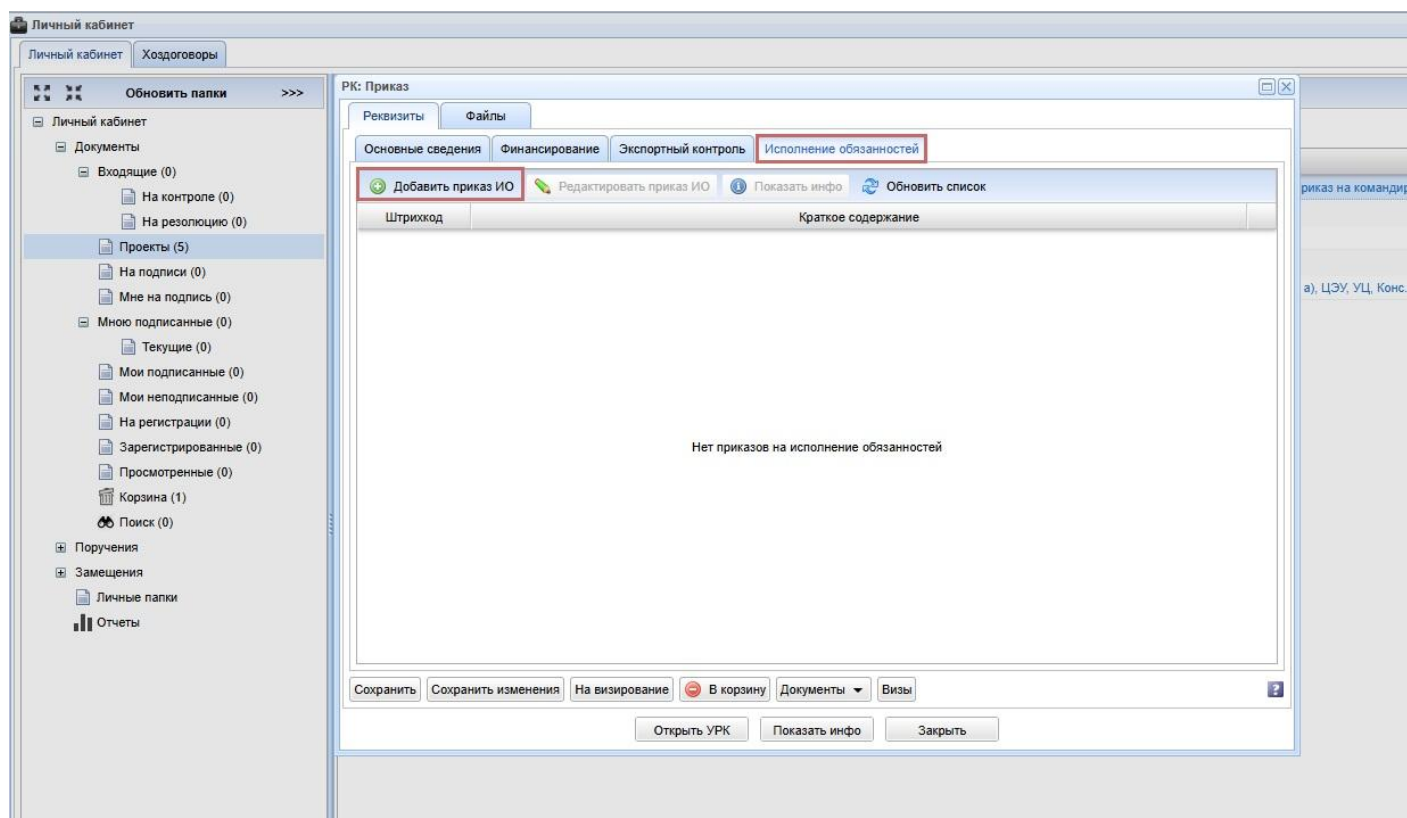 Личный кабинет
Личный кабинет Хоздоговоры
Обновить папки >>>
Личный кабинет
Документы
Входящие (0)
На контроле (0)
На резолюцию (0)
Проекты (5)
На подписи (0)
Мне на подпись (0)
Мною подписанные (0)
Текущие (0)
Мои подписанные (0)
Мои неподписанные (0)
На регистрации (0)
Зарегистрированные (0)
Просмотренные (0)
Корзина (1)
Поиск (0)
Поручения
Замещения
Личные папки
Отчеты
РК: Приказ
Реквизиты Файлы
Основные сведения Финансирование Экспортный контроль Исполнение обязанностей
Добавить приказ ИО Редактировать приказ ИО Показать инфо Обновить список
Штрихкод Краткое содержание
Нет приказов на исполнение обязанностей
Сохранить Сохранить изменения На визирование В корзину Документы Визы ?
Открыть УРК Показать инфо Закрыть
риказ на командир
а), ЦЭУ, УЦ, Конс.